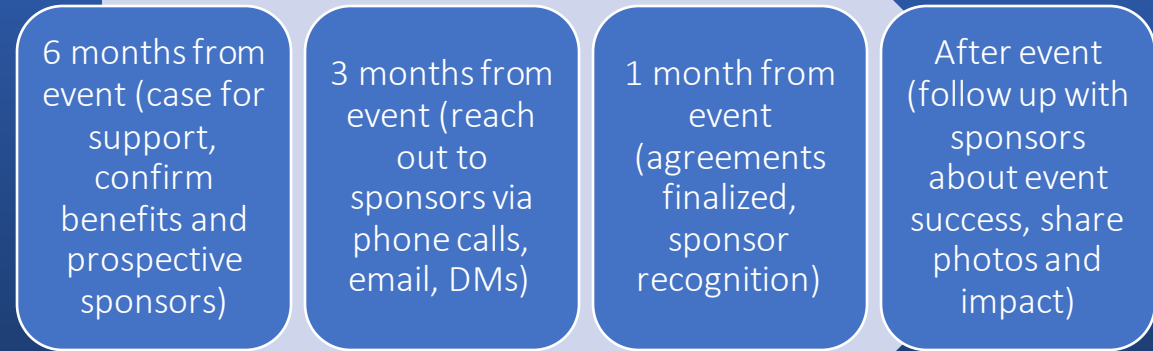 6 months from
event (case for
support,
confirm
benefits and
prospective
sponsors)
3 months from
event (reach
out to
sponsors via
phone calls,
email, DMs)
1 month from
event
(agreements
finalized,
sponsor
recognition)
After event
(follow up with
sponsors
about event
success, share
photos and
impact)